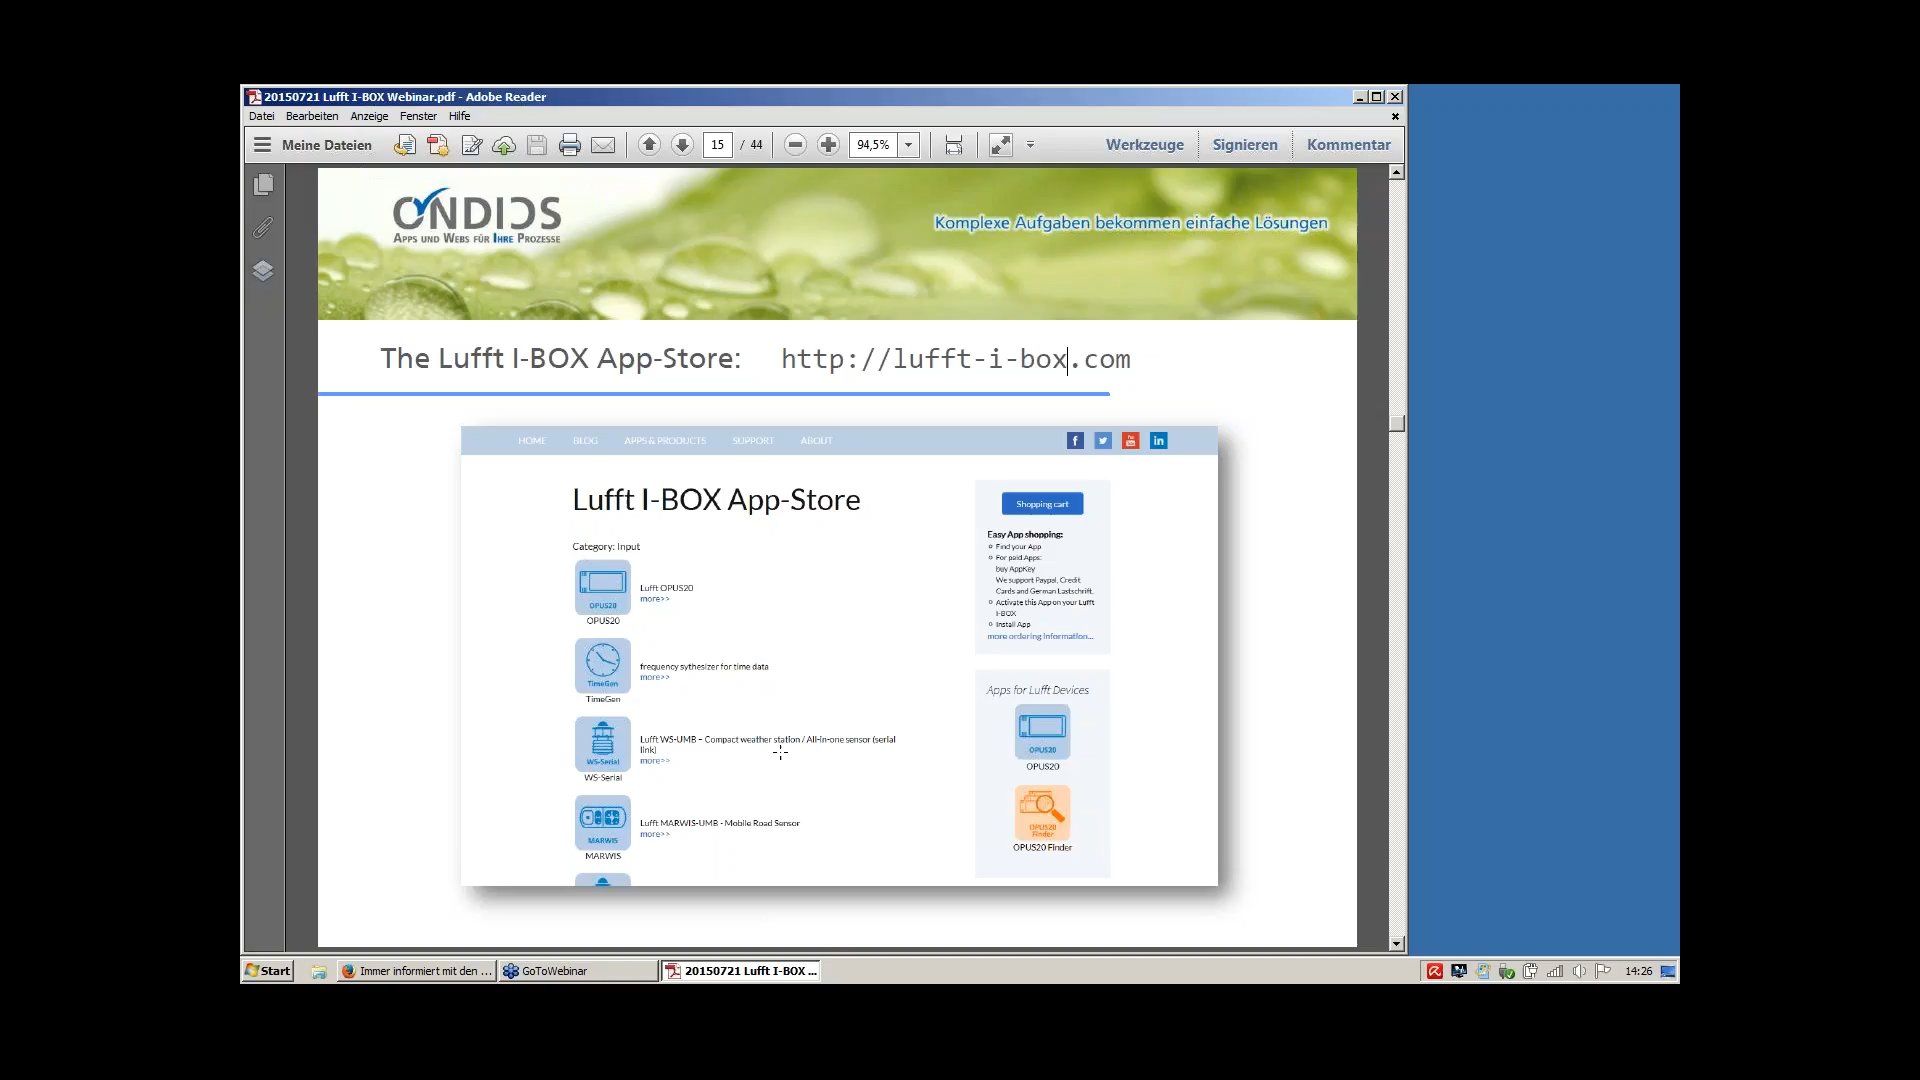 20150721 Lufft I-BOX Webinar.pdf - Adobe Reader
Datei Bearbeiten Anzeige Fenster Hilfe
Meine Dateien 15 / 44 94,5% Werkzeuge Signieren Kommentar
ONDICS
APPS UND WEBS FÜR IHRE PROZESSE
Komplexe Aufgaben bekommen einfache Lösungen
The Lufft I-BOX App-Store: http://lufft-i-box.com
HOME BLOG APPS & PRODUCTS SUPPORT ABOUT
Lufft I-BOX App-Store
Category: Input
OPUS20
OPUS20
Lufft OPUS20
more>>
TimeGen
TimeGen
frequency sythesizer for time data
more>>
WS-Serial
WS-Serial
Lufft WS-UMB – Compact weather station / All-in-one sensor (serial
link)
more>>
MARWIS
MARWIS
Lufft MARWIS-UMB - Mobile Road Sensor
more>>
Shopping cart
Easy App shopping:
Find your App
For paid Apps:
buy AppKey
We support Paypal, Credit
Cards and German Lastschrift.
Activate this App on your Lufft
I-BOX
Install App
more ordering information...
Apps for Lufft Devices
OPUS20
OPUS20
OPUS20
Finder
OPUS20 Finder
Start Immer informiert mit den ... GoToWebinar 20150721 Lufft I-BOX ... 14:26